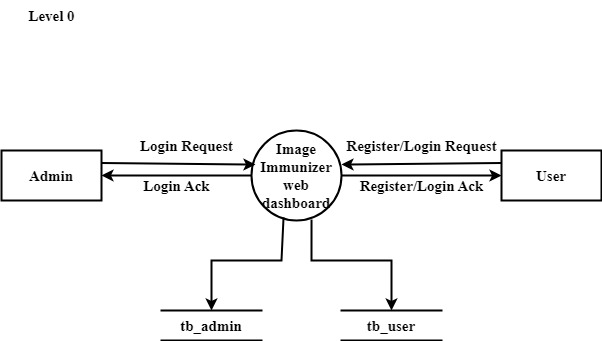 Level 0
Login Request
Image
Register/Login Request
Immunizer
Admin
web
User
Login Ack
Register/Login Ack
dashboard
tb_admin
tb_user